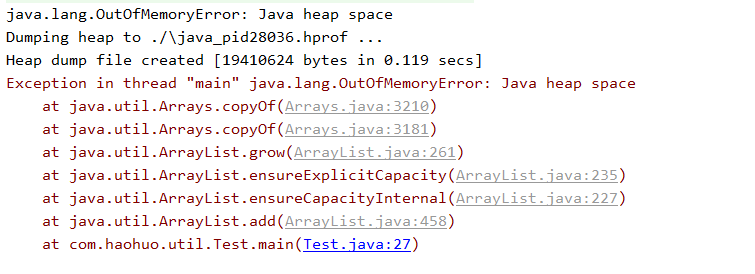 java.lang.OutOfMemoryError: Java heap space
Dumping heap to ./\java_pid28036.hprof ...
Heap dump file created [19410624 bytes in 0.119 secs]
Exception in thread "main" java.lang.OutOfMemoryError: Java heap space
    at java.util.Arrays.copyOf(Arrays.java:3210)
    at java.util.Arrays.copyOf(Arrays.java:3181)
    at java.util.ArrayList.grow(ArrayList.java:261)
    at java.util.ArrayList.ensureExplicitCapacity(ArrayList.java:235)
    at java.util.ArrayList.ensureCapacityInternal(ArrayList.java:227)
    at java.util.ArrayList.add(ArrayList.java:458)
    at com.haohuo.util.Test.main(Test.java:27)